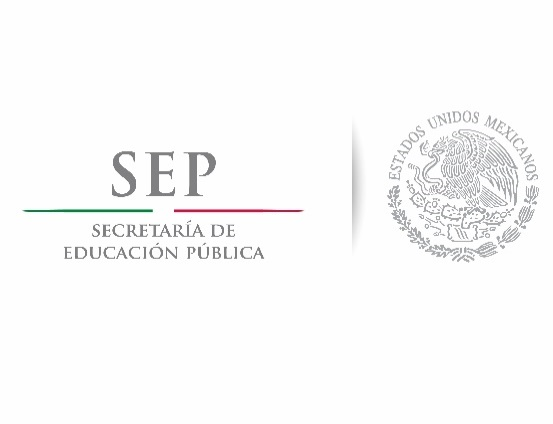 SEP
SECRETARÍA DE
EDUCACIÓN PÚBLICA
ESTADOS UNIDOS MEXICANOS